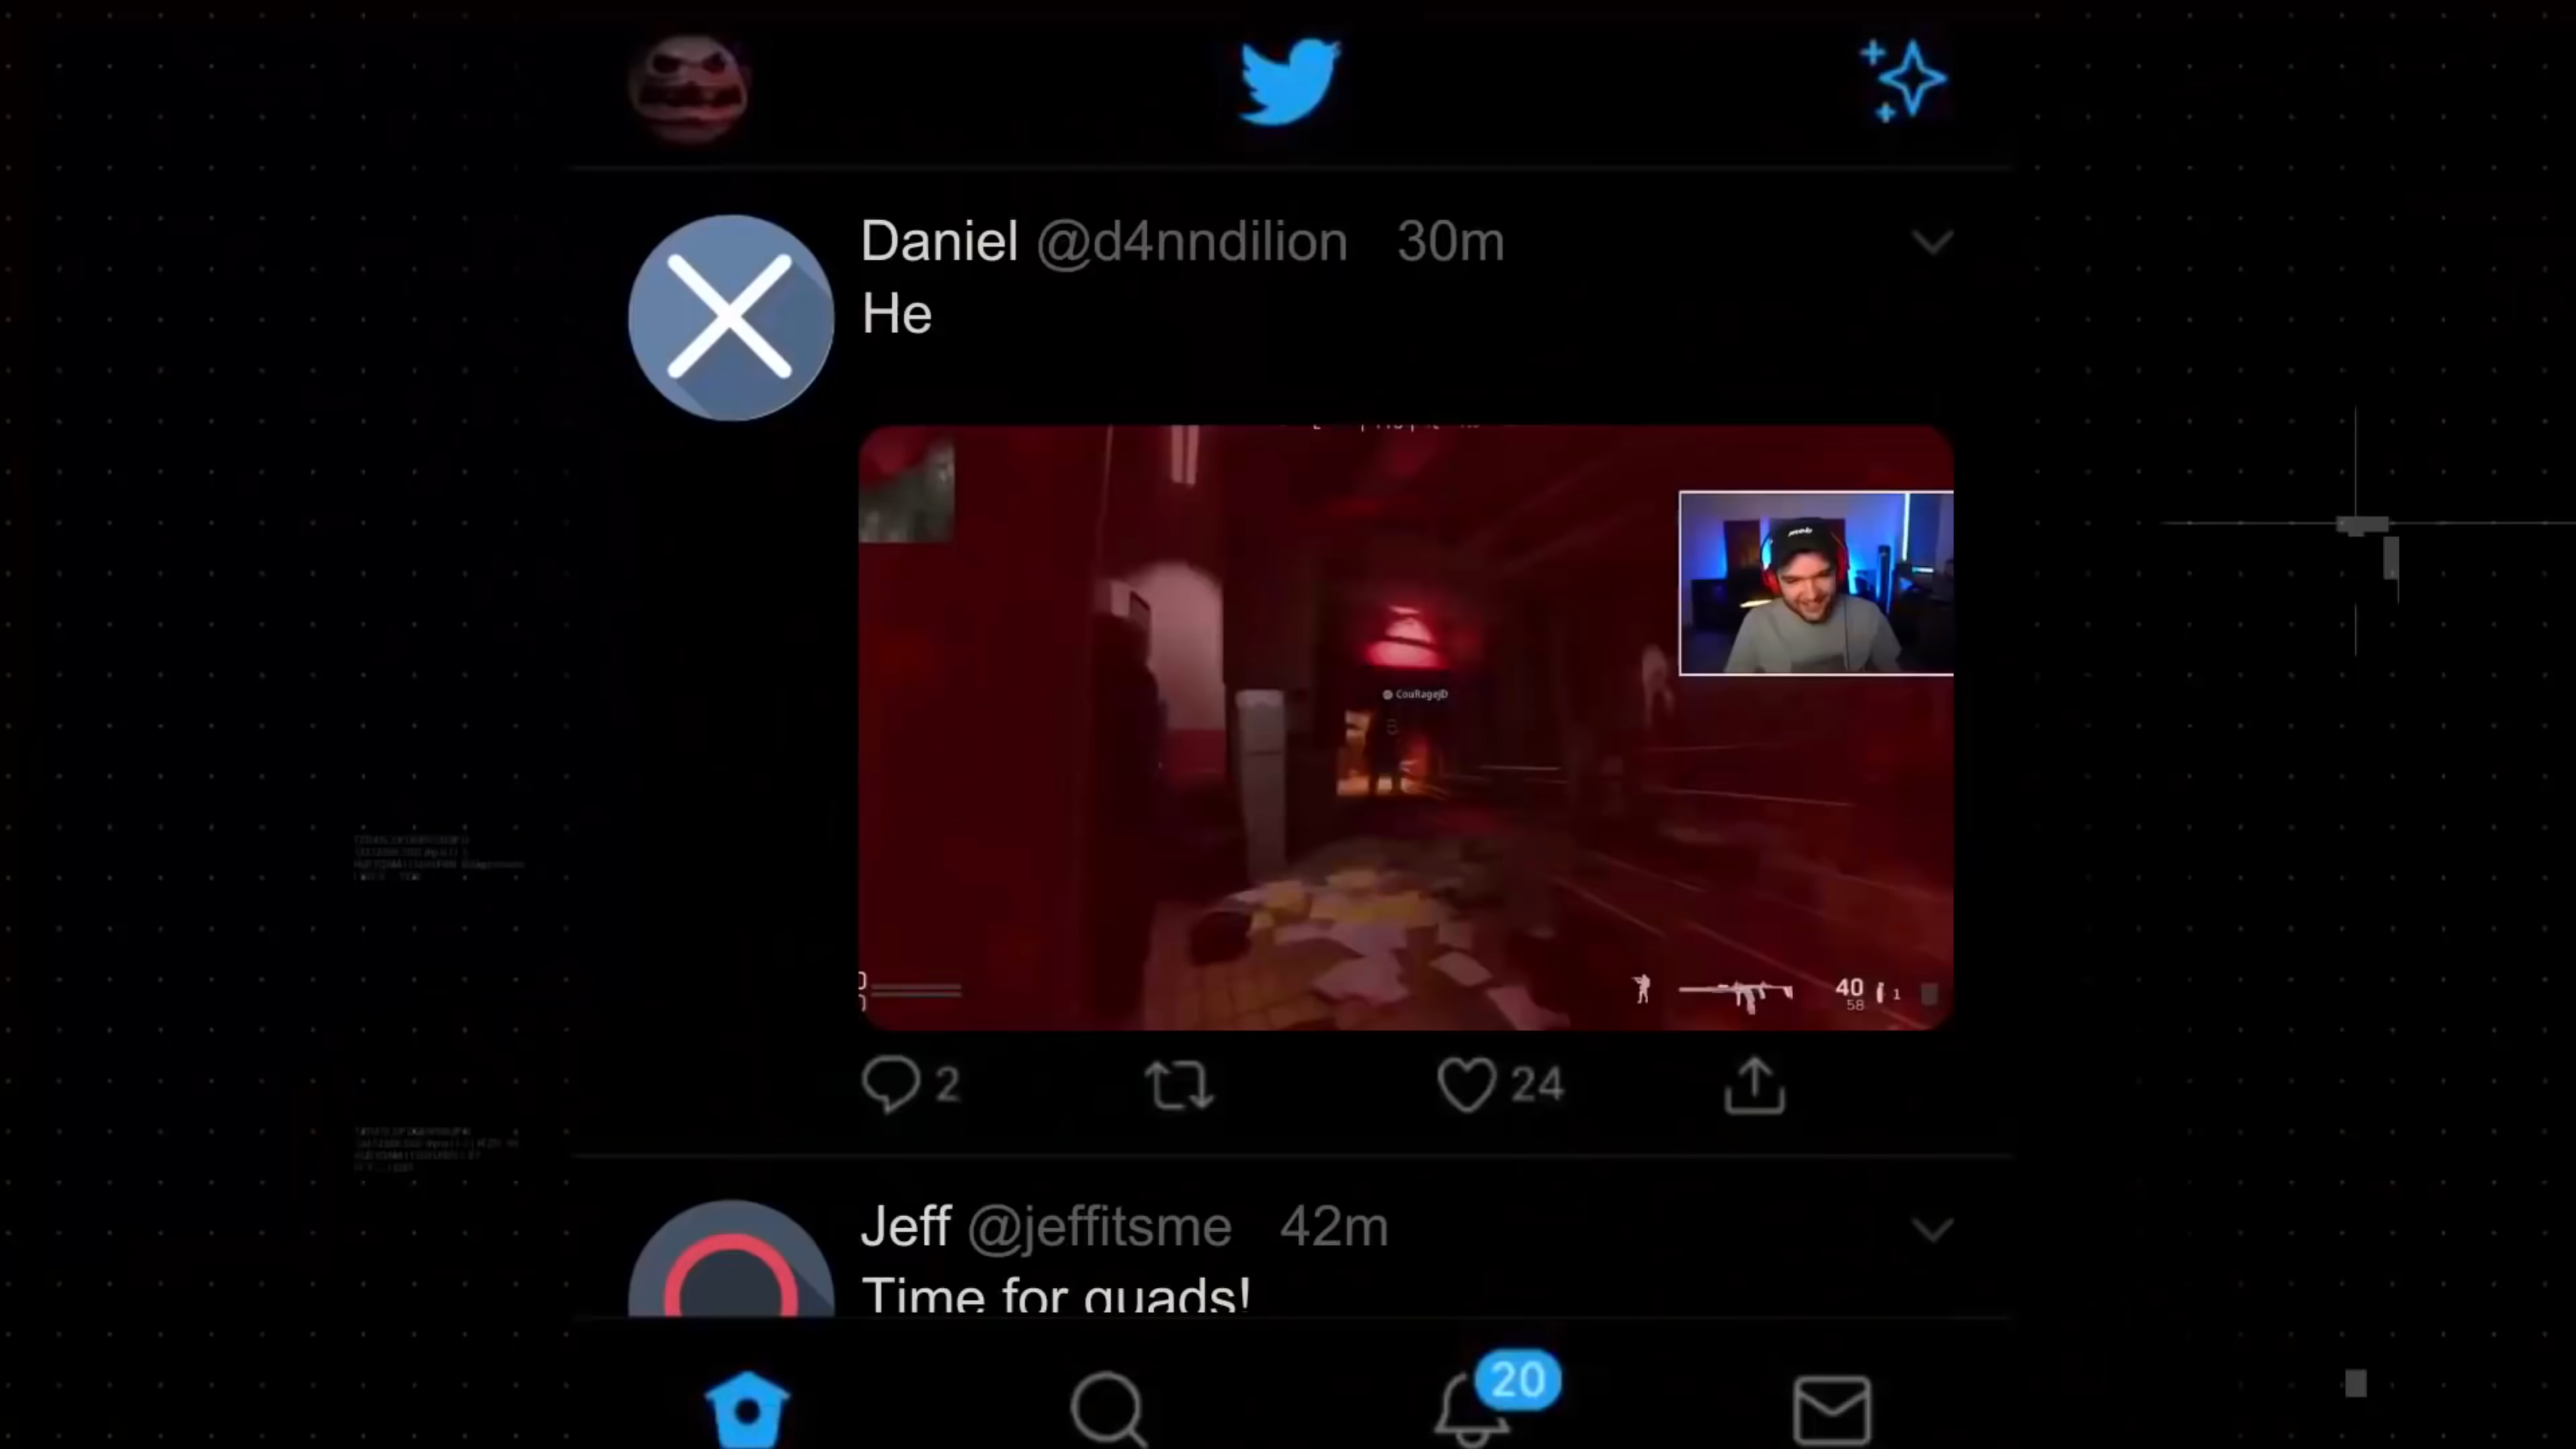 Daniel @d4nndilion 30m
He
CouRagejD
40
58
1
2
24
Jeff @jeffitsme 42m
Time for quads!
20